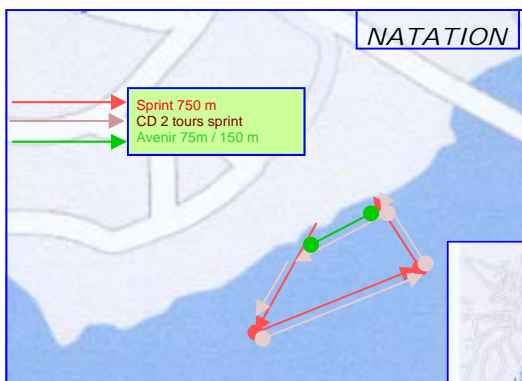 NATATION
Sprint 750 m
CD 2 tours sprint
Avenir 75m / 150 m